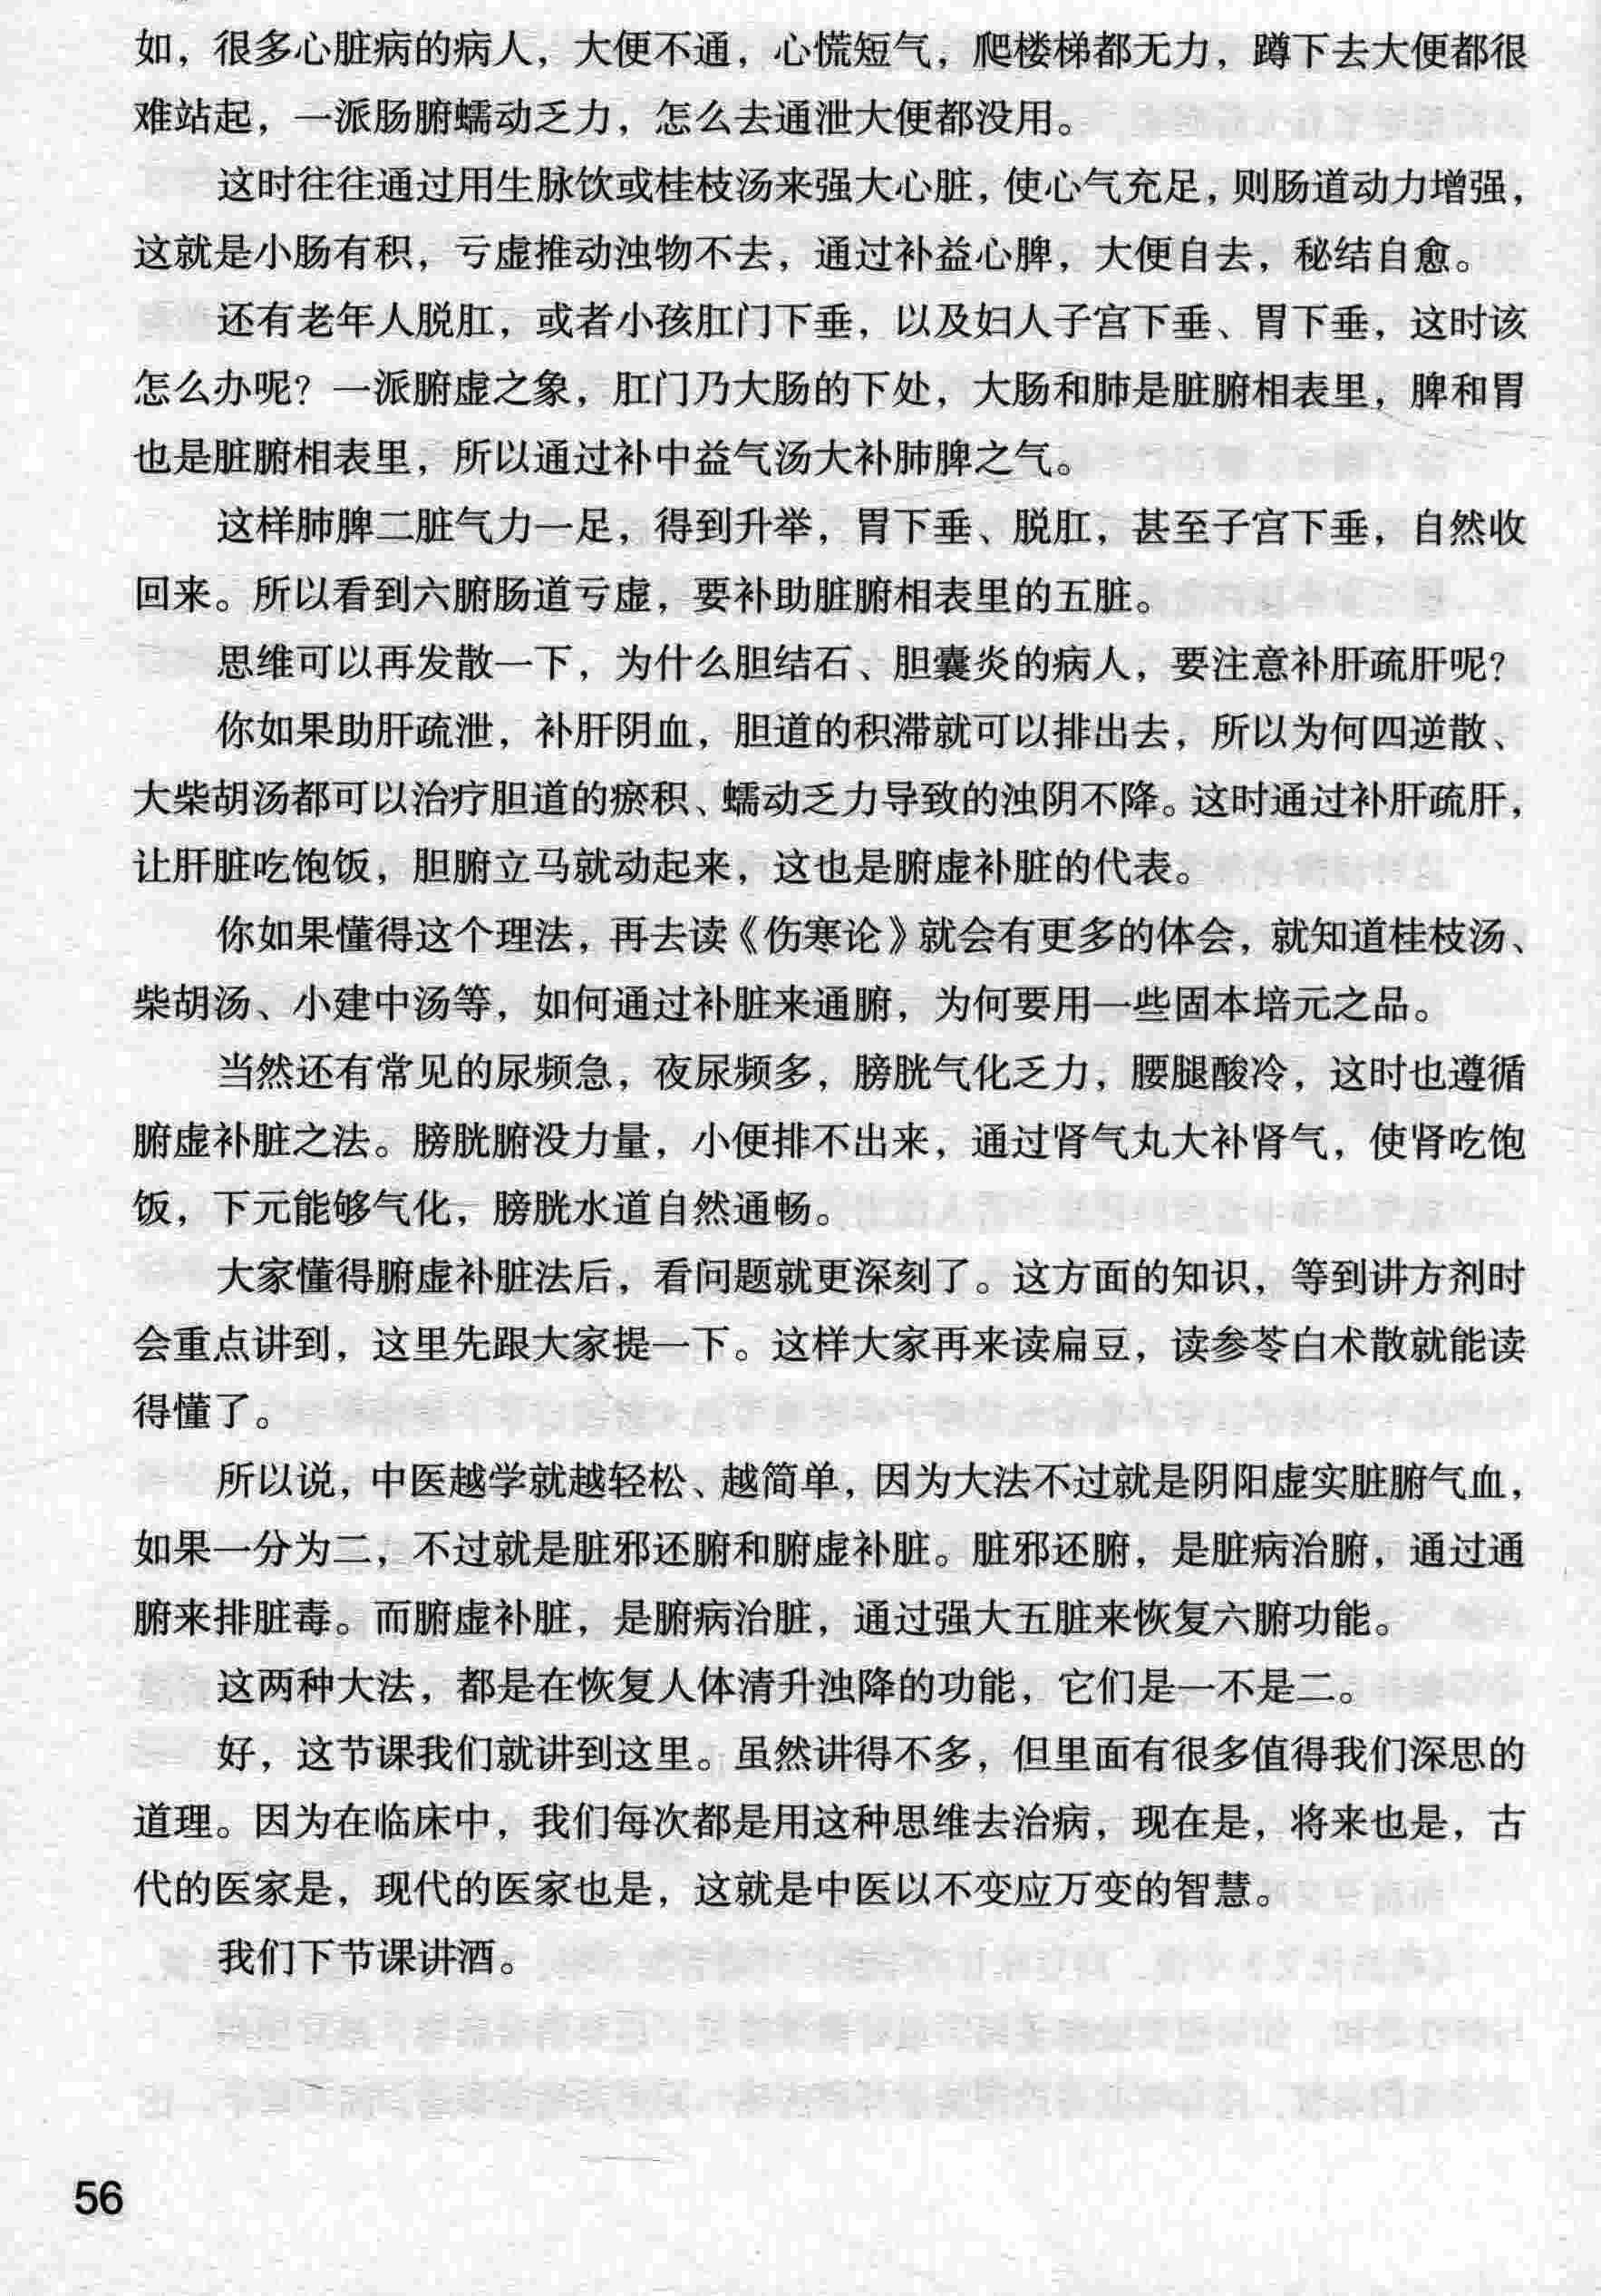 如，很多心脏病的病人，大便不通，心慌短气，爬楼梯都无力，蹲下去大便都很
难站起，一派肠腑蠕动乏力，怎么去通泄大便都没用。
这时往往通过用生脉饮或桂枝汤来强大心脏，使心气充足，则肠道动力增强，
这就是小肠有积，亏虚推动浊物不去，通过补益心脾，大便自去，秘结自愈。
还有老年人脱肛，或者小孩肛门下垂，以及妇人子宫下垂、胃下垂，这时该
怎么办呢？一派腑虚之象，肛门乃大肠的下处，大肠和肺是脏腑相表里，脾和胃
也是脏腑相表里，所以通过补中益气汤大补肺脾之气。
这样肺脾二脏气力一足，得到升举，胃下垂、脱肛，甚至子宫下垂，自然收
回来。所以看到六腑肠道亏虚，要补助脏腑相表里的五脏。
思维可以再发散一下，为什么胆结石、胆囊炎的病人，要注意补肝疏肝呢？
你如果助肝疏泄，补肝阴血，胆道的积滞就可以排出去，所以为何四逆散、
大柴胡汤都可以治疗胆道的瘀积、蠕动乏力导致的浊阴不降。这时通过补肝疏肝，
让肝脏吃饱饭，胆腑立马就动起来，这也是腑虚补脏的代表。
你如果懂得这个理法，再去读《伤寒论》就会有更多的体会，就知道桂枝汤、
柴胡汤、小建中汤等，如何通过补脏来通腑，为何要用一些固本培元之品。
当然还有常见的尿频急，夜尿频多，膀胱气化乏力，腰腿酸冷，这时也遵循
腑虚补脏之法。膀胱腑没力量，小便排不出来，通过肾气丸大补肾气，使肾吃饱
饭，下元能够气化，膀胱水道自然通畅。
大家懂得腑虚补脏法后，看问题就更深刻了。这方面的知识，等到讲方剂时
会重点讲到，这里先跟大家提一下。这样大家再来读扁豆，读参苓白术散就能读
得懂了。
所以说，中医越学就越轻松、越简单，因为大法不过就是阴阳虚实脏腑气血，
如果一分为二，不过就是脏邪还腑和腑虚补脏。脏邪还腑，是脏病治腑，通过通
腑来排脏毒。而腑虚补脏，是腑病治脏，通过强大五脏来恢复六腑功能。
这两种大法，都是在恢复人体清升浊降的功能，它们是一不是二。
好，这节课我们就讲到这里。虽然讲得不多，但里面有很多值得我们深思的
道理。因为在临床中，我们每次都是用这种思维去治病，现在是，将来也是，古
代的医家是，现代的医家也是，这就是中医以不变应万变的智慧。
我们下节课讲酒。
56